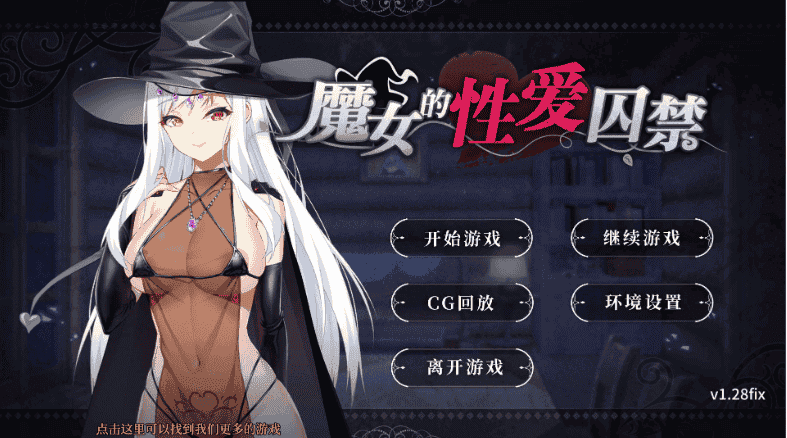 魔女的性爱囚禁
开始游戏
继续游戏
CG回放
环境设置
离开游戏
v1.28fix
点击这里可以找到我们更多的游戏